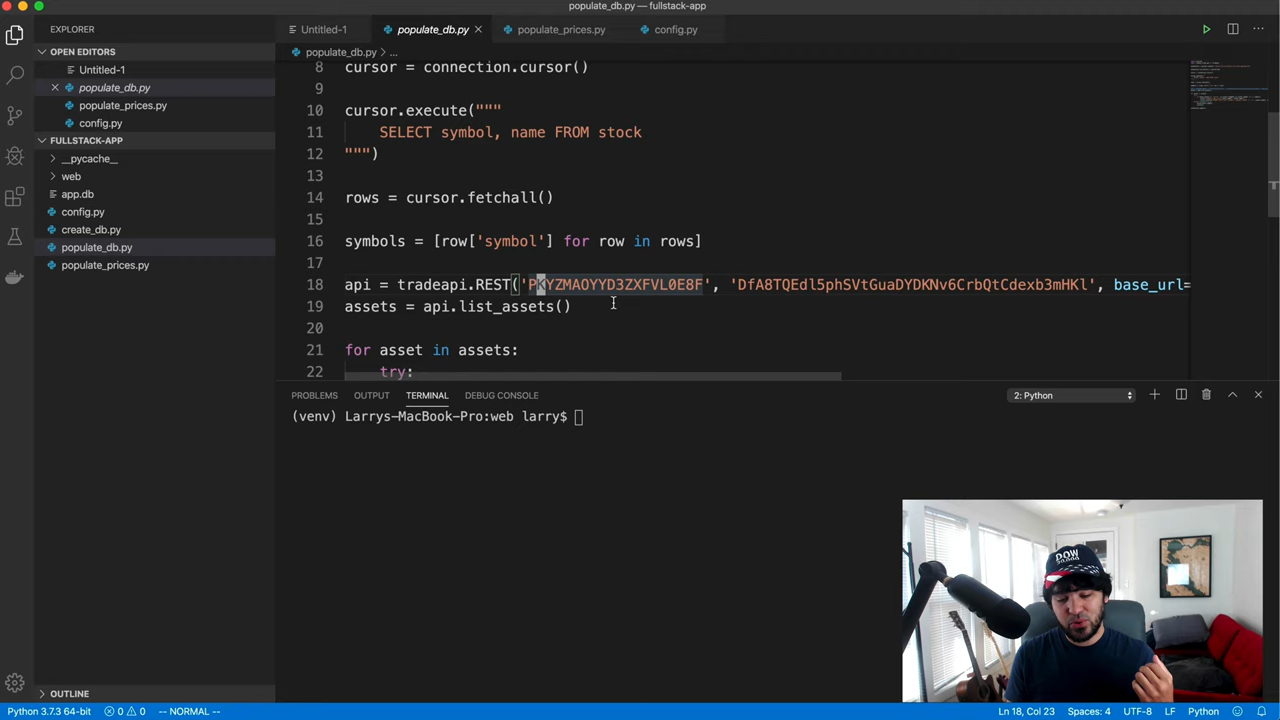 populate_db.py — fullstack-app
EXPLORER
OPEN EDITORS
Untitled-1
populate_db.py
populate_prices.py
config.py
FULLSTACK-APP
__pycache__
web
app.db
config.py
create_db.py
populate_db.py
populate_prices.py
OUTLINE
Untitled-1 populate_db.py populate_prices.py config.py
populate_db.py > ...
8 cursor = connection.cursor()
9
10 cursor.execute("""
11 SELECT symbol, name FROM stock
12 """)
13
14 rows = cursor.fetchall()
15
16 symbols = [row['symbol'] for row in rows]
17
18 api = tradeapi.REST('PKYZMAOYYD3ZXFVL0E8F', 'DfA8TQEdl5phSVtGuaDYDKNv6CrbQtCdexb3mHKl', base_url=
19 assets = api.list_assets()
20
21 for asset in assets:
22 try:
PROBLEMS OUTPUT TERMINAL DEBUG CONSOLE 2: Python
(venv) Larrys-MacBook-Pro:web larry$
DOW
Python 3.7.3 64-bit 0 0 -- NORMAL -- Ln 18, Col 23 Spaces: 4 UTF-8 LF Python